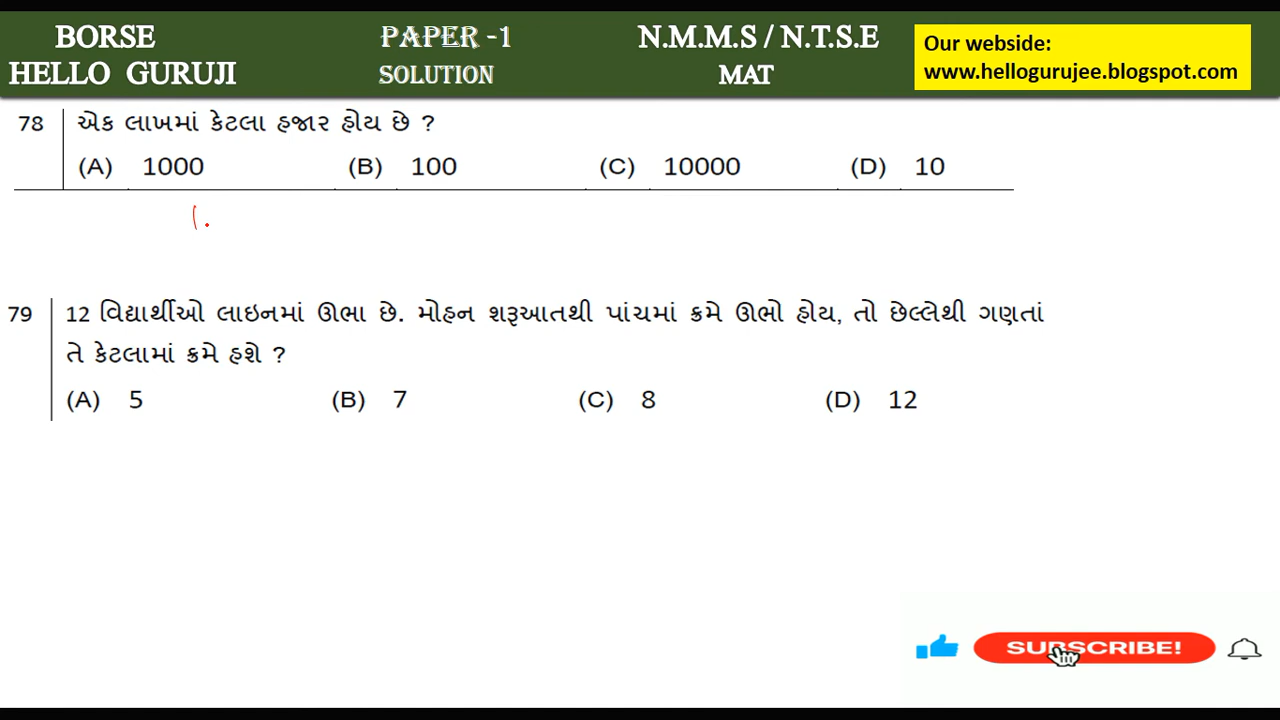 BORSE
HELLO GURUJI
PAPER -1
SOLUTION
N.M.M.S / N.T.S.E
MAT
Our webside:
www.hellogurujee.blogspot.com
78 એક લાખમાં કેટલા હજાર હોય છે ?
(A) 1000 (B) 100 (C) 10000 (D) 10
79 12 વિદ્યાર્થીઓ લાઇનમાં ઊભા છે. મોહન શરૂઆતથી પાંચમાં ક્રમે ઊભો હોય, તો છેલ્લેથી ગણતાં
તે કેટલામાં ક્રમે હશે ?
(A) 5 (B) 7 (C) 8 (D) 12
SUBSCRIBE!